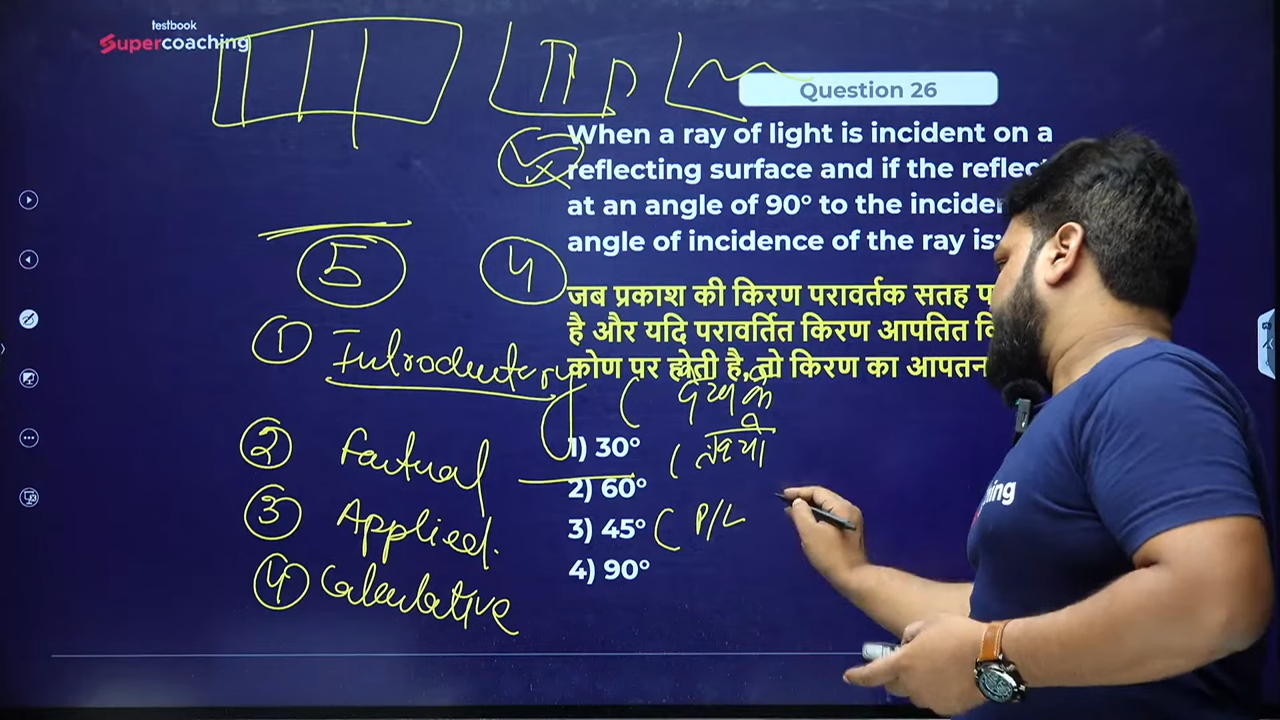 testbook
Supercoaching
Question 26
When a ray of light is incident on a
reflecting surface and if the reflec
at an angle of 90° to the inciden
angle of incidence of the ray is:
जब प्रकाश की किरण परावर्तक सतह प
है और यदि परावर्तित किरण आपतित
कोण पर होती है, तो किरण का आपतन
5
4
1 Introductory
1) 30°
2 Factual
2) 60°
3 Applied.
3) 45° ( P/L
4 Calculative
4) 90°
ing